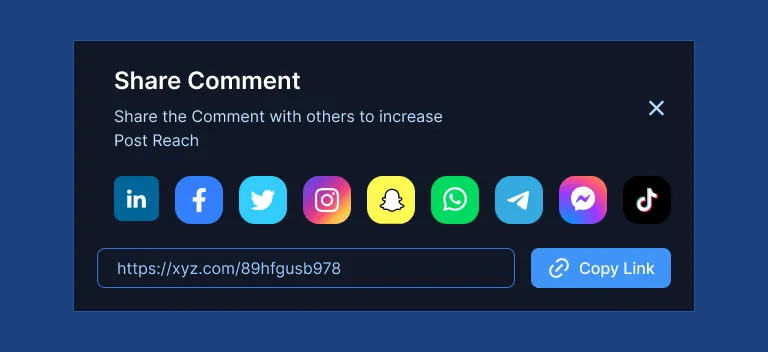 Share Comment
Share the Comment with others to increase
Post Reach
in
https://xyz.com/89hfgusb978
Copy Link